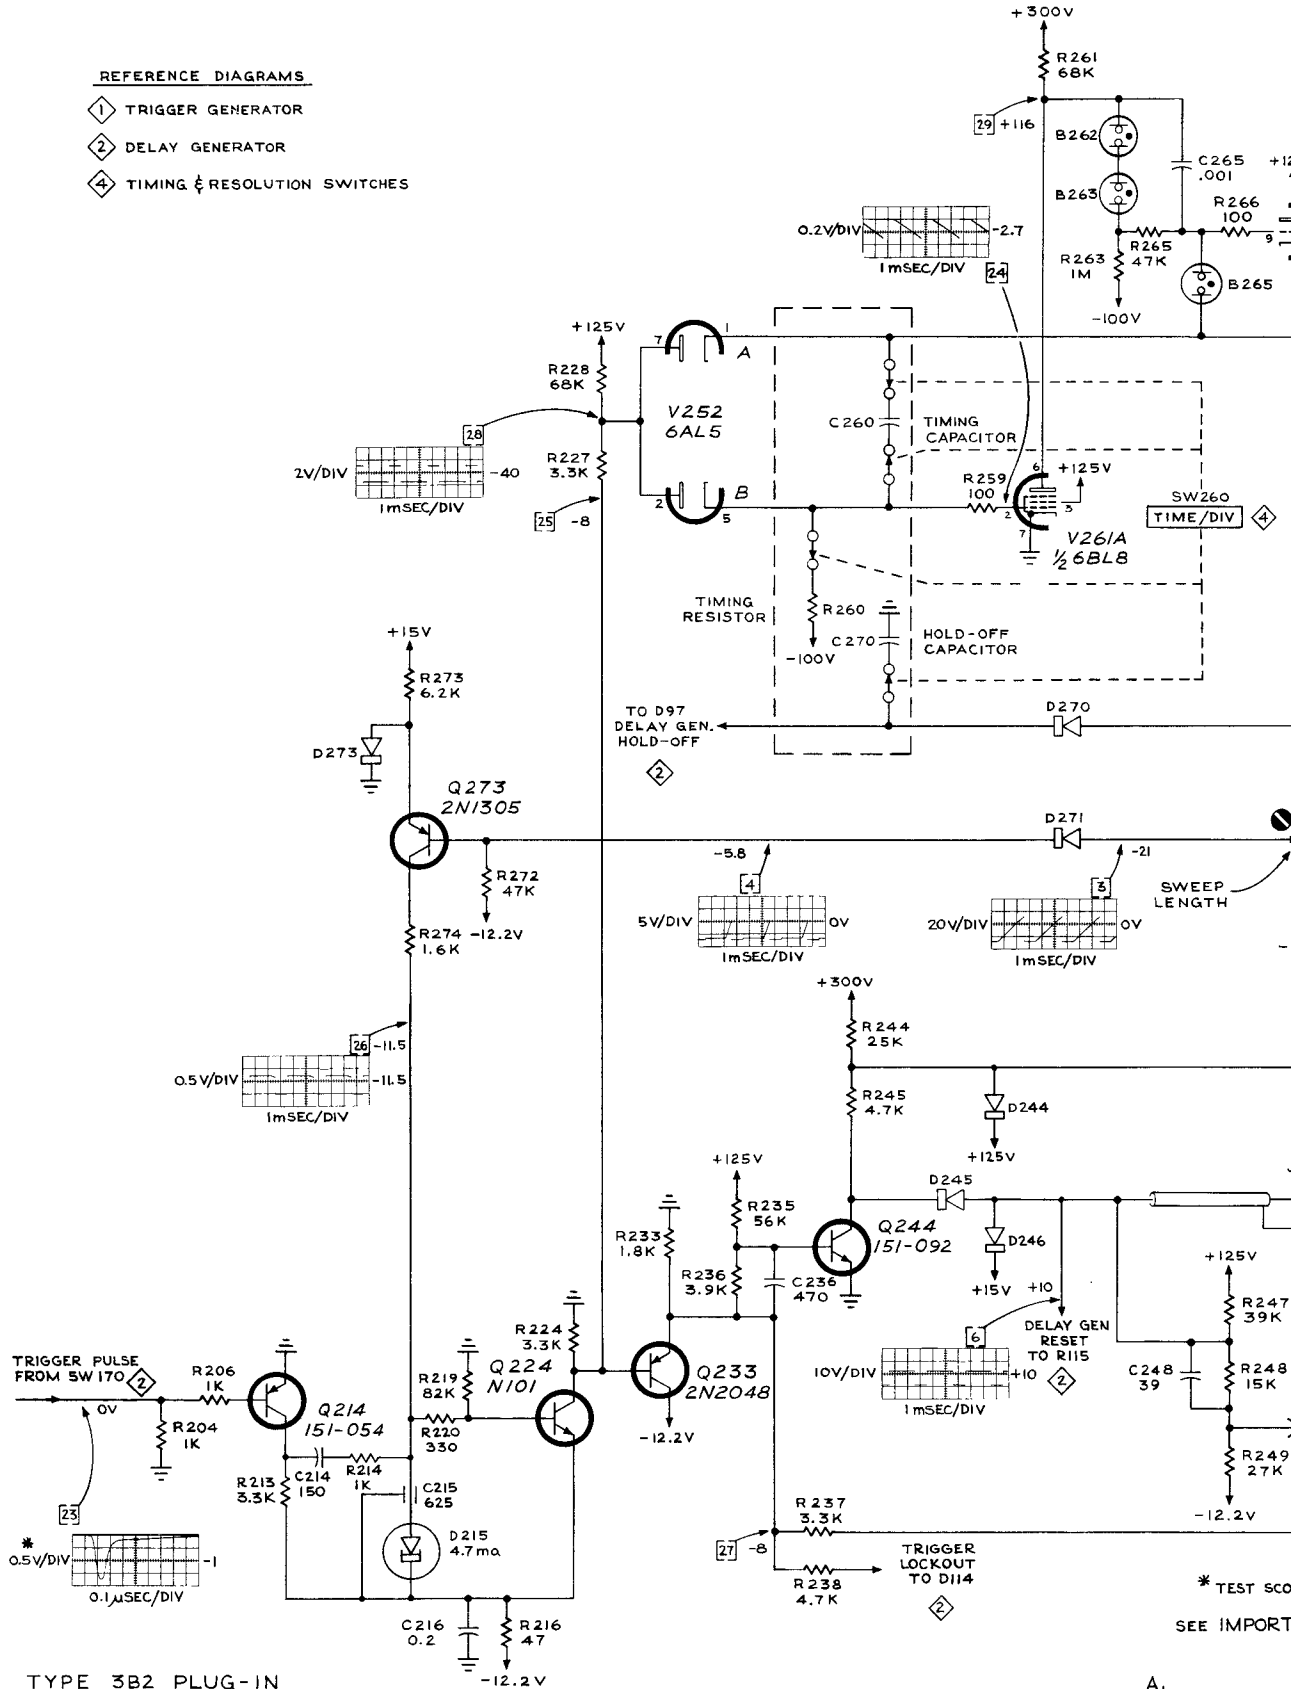 REFERENCE DIAGRAMS
1 TRIGGER GENERATOR
2 DELAY GENERATOR
4 TIMING & RESOLUTION SWITCHES
+300V
R261
68K
29 +116
B262
B263
C265
.001
R266
100
9
R265
47K
R263
1M
-100V
B265
0.2V/DIV
-2.7
1mSEC/DIV
24
+125V
R228
68K
7
1
A
V252
6AL5
28
2V/DIV
-40
1mSEC/DIV
R227
3.3K
25 -8
2
B
5
C260
TIMING
CAPACITOR
R259
100
2
6
+125V
3
7
V261A
½ 6BL8
SW260
TIME/DIV 4
TIMING
RESISTOR
R260
-100V
C270
HOLD-OFF
CAPACITOR
+15V
R273
6.2K
D273
TO D97
DELAY GEN.
HOLD-OFF
2
D270
Q273
2N1305
D271
R272
47K
-12.2V
-5.8
4
5V/DIV
0V
1mSEC/DIV
-21
3
20V/DIV
0V
1mSEC/DIV
SWEEP
LENGTH
R274
1.6K
26 -11.5
0.5V/DIV
-11.5
1mSEC/DIV
+300V
R244
25K
R245
4.7K
D244
+125V
+125V
R235
56K
R233
1.8K
R236
3.9K
C236
470
Q244
151-092
D245
D246
+15V
+10
6
10V/DIV
+10
1mSEC/DIV
DELAY GEN
RESET
TO R115
2
+125V
R247
39K
C248
39
R248
15K
R249
27K
-12.2V
TRIGGER PULSE
FROM SW170 2
0V
R206
1K
R204
1K
Q214
151-054
R213
3.3K
C214
150
R214
1K
R219
82K
R220
330
R224
3.3K
Q224
N101
Q233
2N2048
-12.2V
C215
625
D215
4.7ma
23
*
0.5V/DIV
-1
0.1µSEC/DIV
C216
0.2
R216
47
-12.2V
27 -8
R237
3.3K
R238
4.7K
TRIGGER
LOCKOUT
TO D114
2
* TEST SCO
SEE IMPORT
TYPE 3B2 PLUG-IN
A.